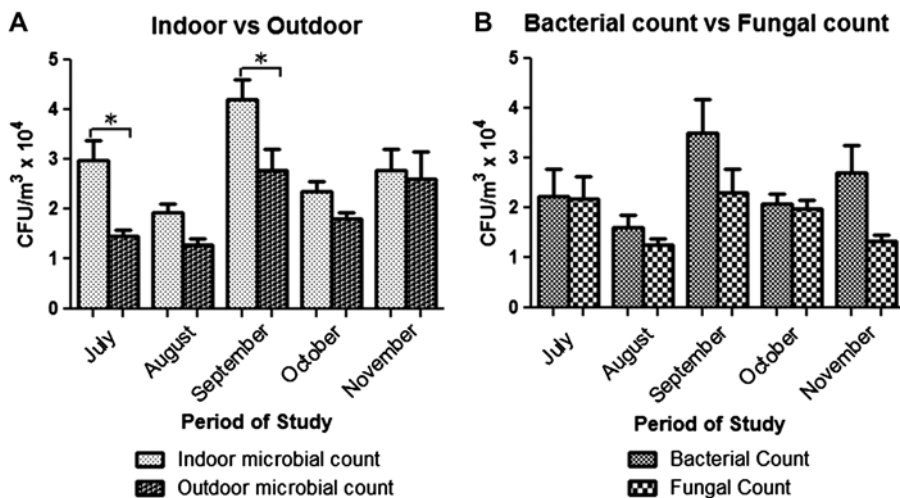 A
Indoor vs Outdoor
CFU/m³ x 10⁴
5
4
3
2
1
0
*
*
July
August
September
October
November
Period of Study
Indoor microbial count
Outdoor microbial count
B
Bacterial count vs Fungal count
CFU/m³ x 10⁴
5
4
3
2
1
0
July
August
September
October
November
Period of Study
Bacterial Count
Fungal Count